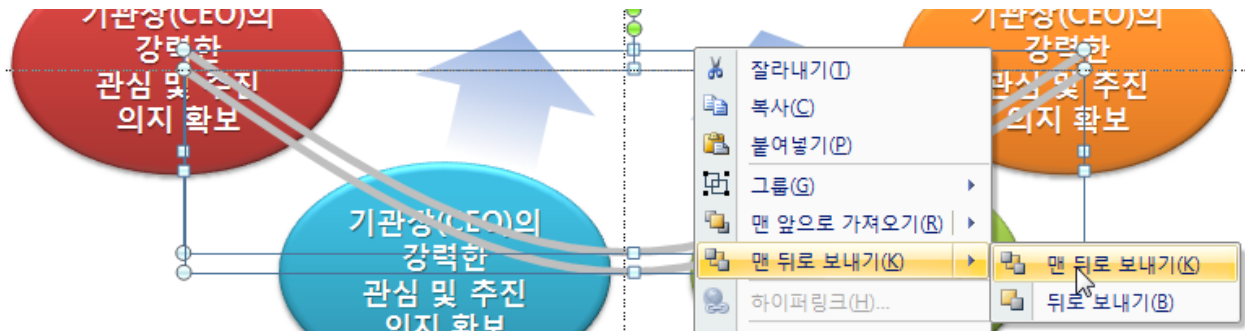 기관장(CEO)의
강력한
관심 및 추진
의지 확보
기관장(CEO)의
강력한
관심 및 추진
의지 확보
기관장(CEO)의
강력한
관심 및 추진
의지 확보
잘라내기(T)
복사(C)
붙여넣기(P)
그룹(G)
맨 앞으로 가져오기(R)
맨 뒤로 보내기(K)
하이퍼링크(H)...
맨 뒤로 보내기(K)
뒤로 보내기(B)